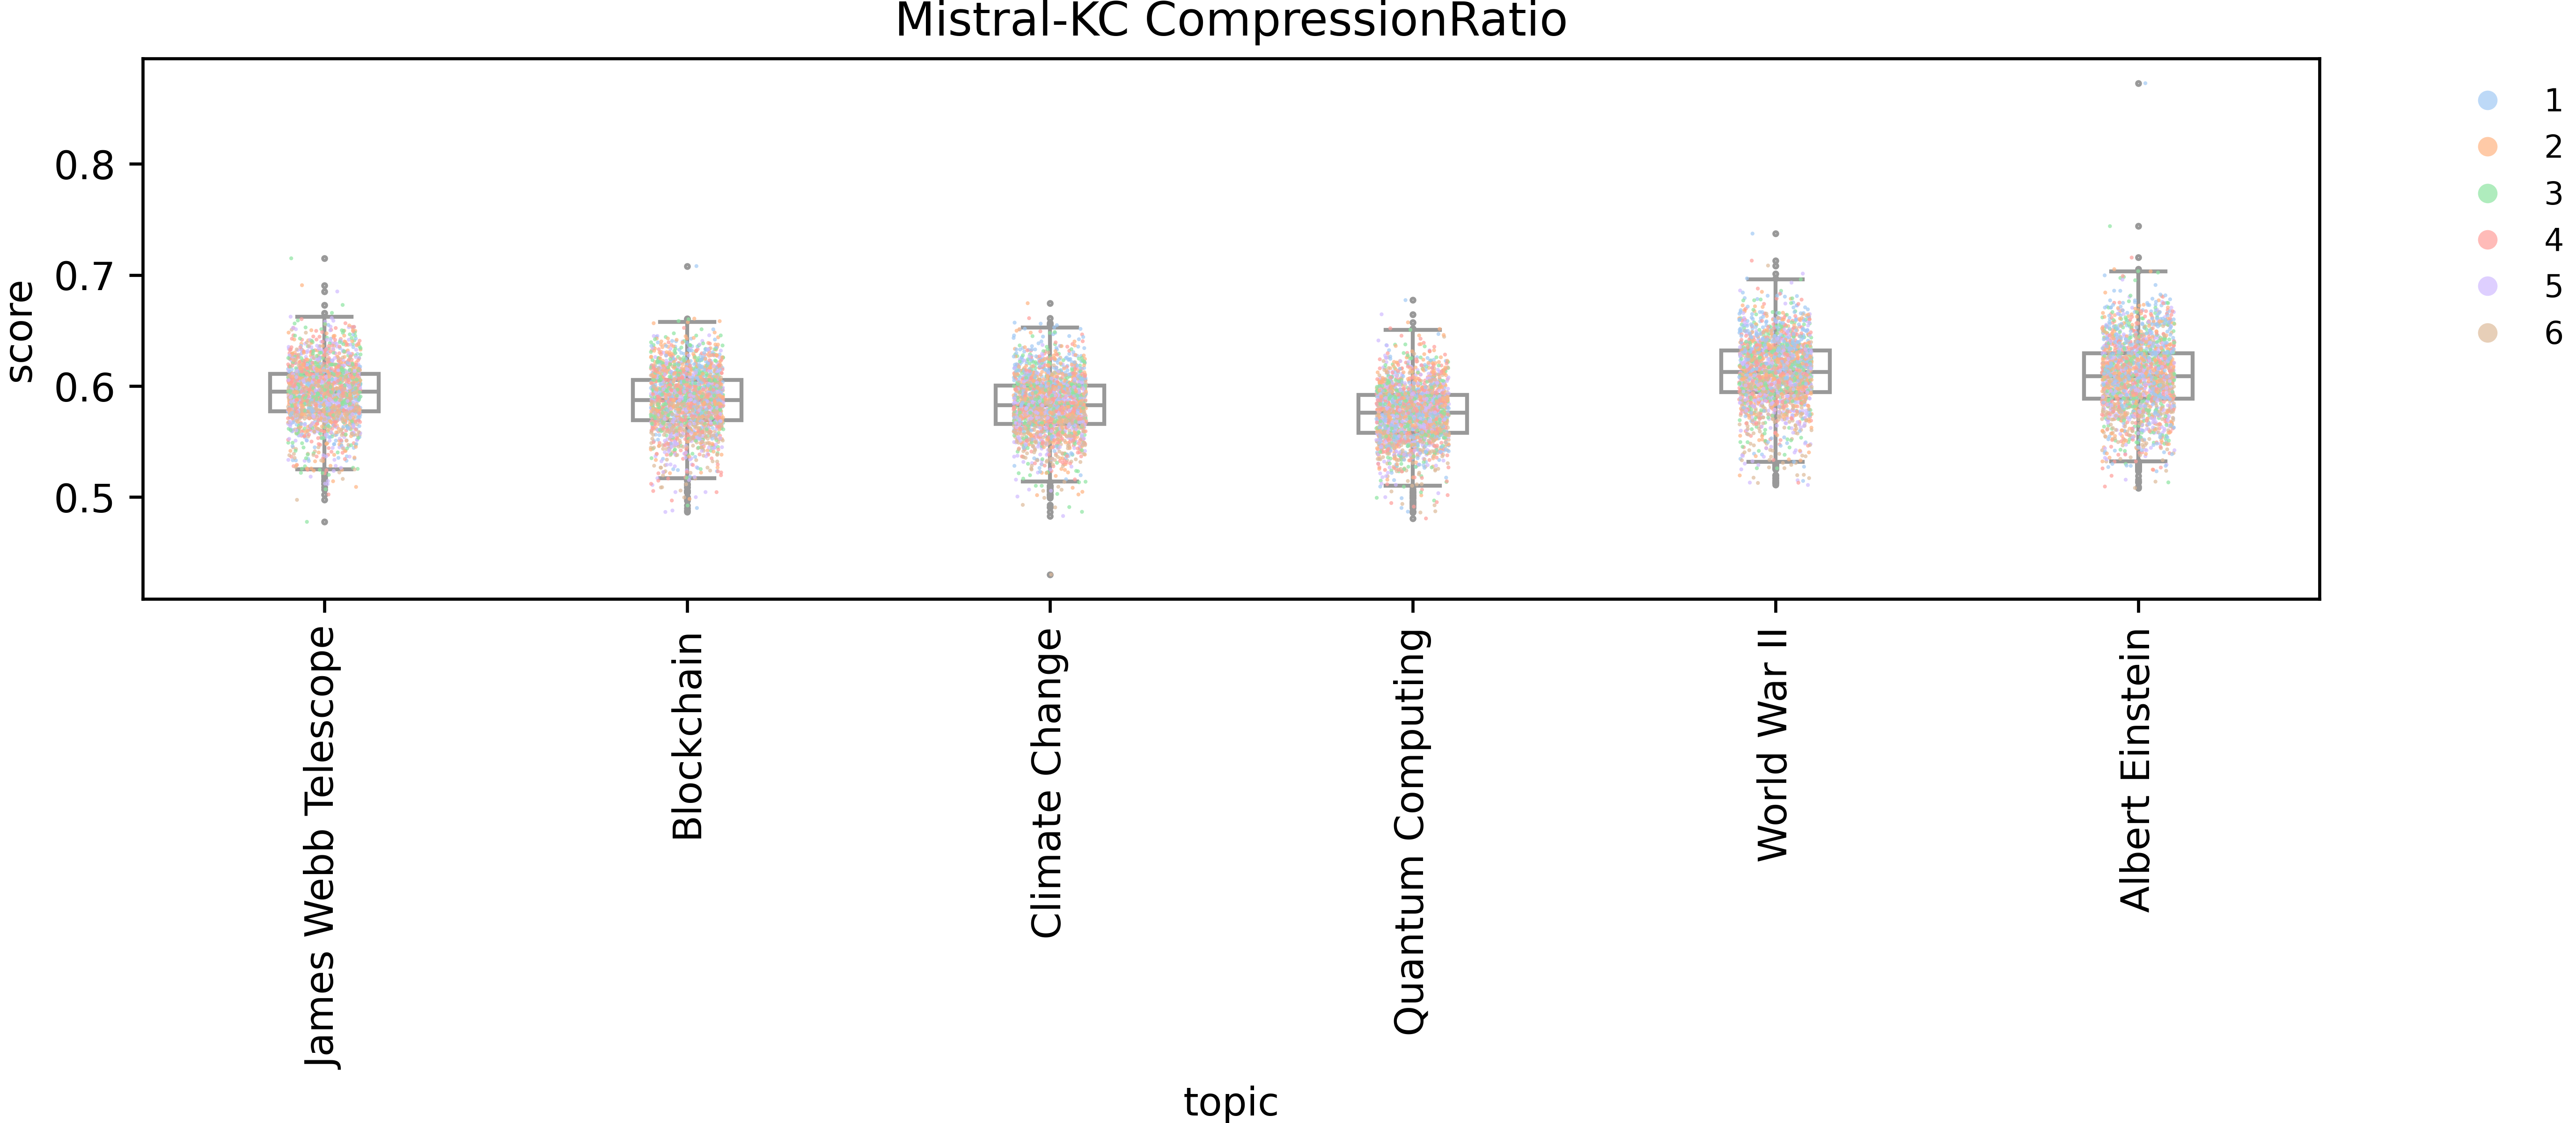 Mistral-KC CompressionRatio
score
0.8
0.7
0.6
0.5
1
2
3
4
5
6
James Webb Telescope
Blockchain
Climate Change
Quantum Computing
World War II
Albert Einstein
topic